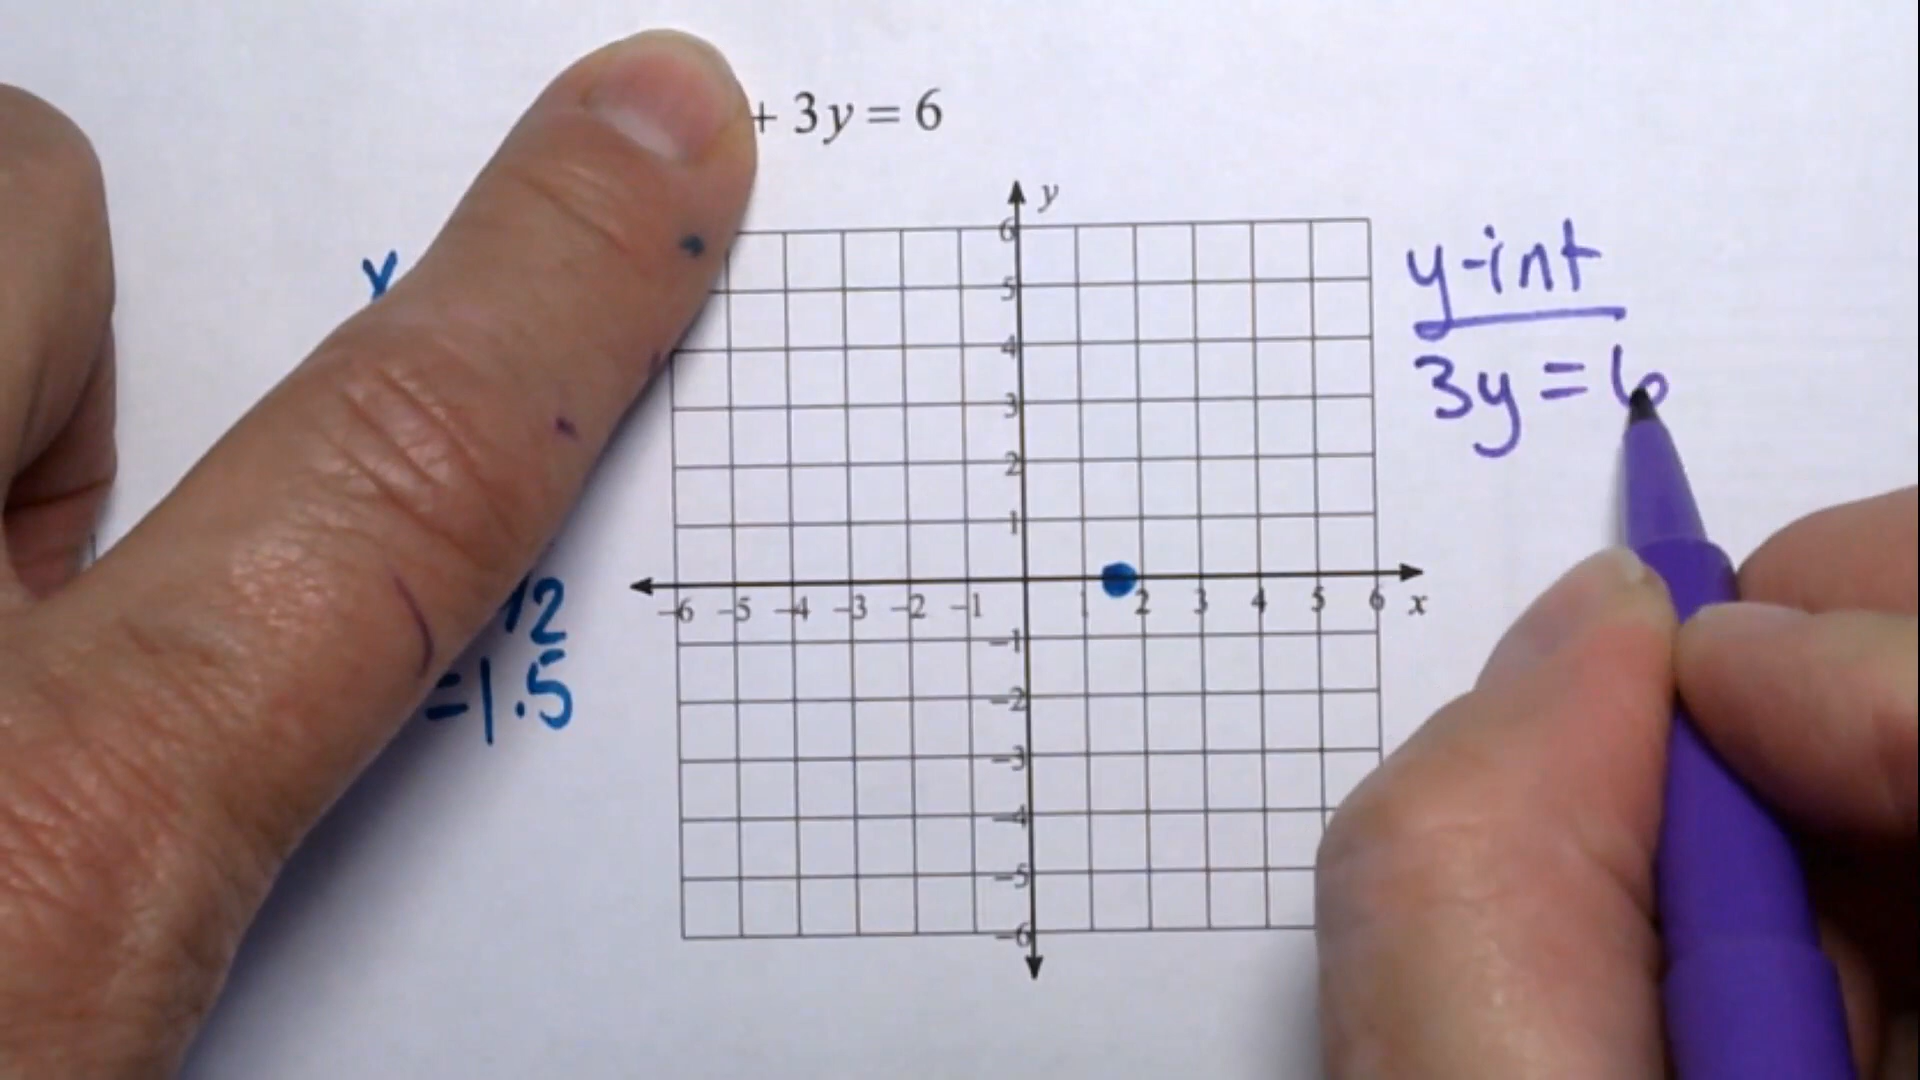 + 3y = 6
y
6
5
4
3
2
1
-6 -5 -4 -3 -2 -1 1 2 3 4 5 6 x
-1
-2
-3
-4
-5
-6
y-int
3y = 6
12
=1.5